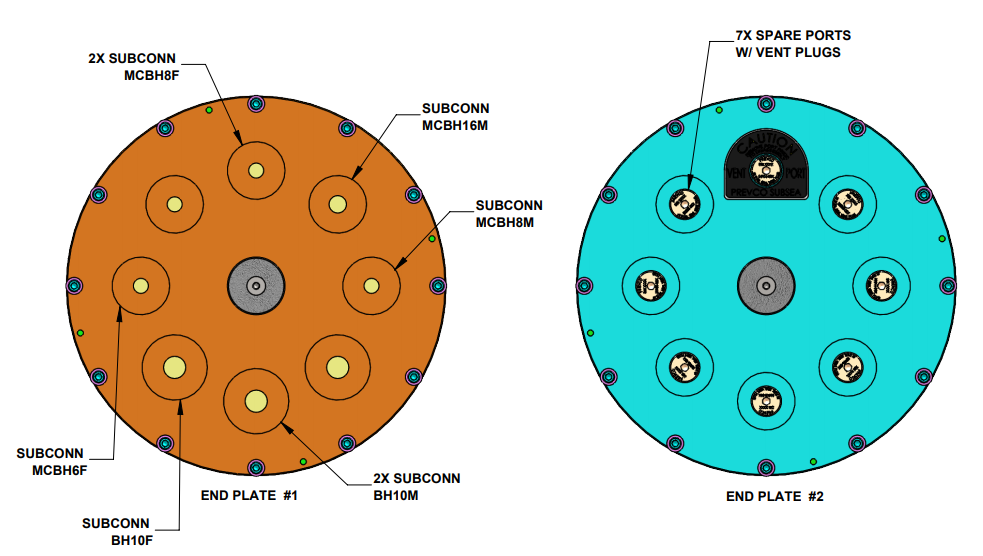 2X SUBCONN
MCBH8F
SUBCONN
MCBH16M
SUBCONN
MCBH8M
SUBCONN
MCBH6F
SUBCONN
BH10F
2X SUBCONN
BH10M
END PLATE #1
7X SPARE PORTS
W/ VENT PLUGS
CAUTION
VENT PORT
PREVCO SUBSEA
END PLATE #2